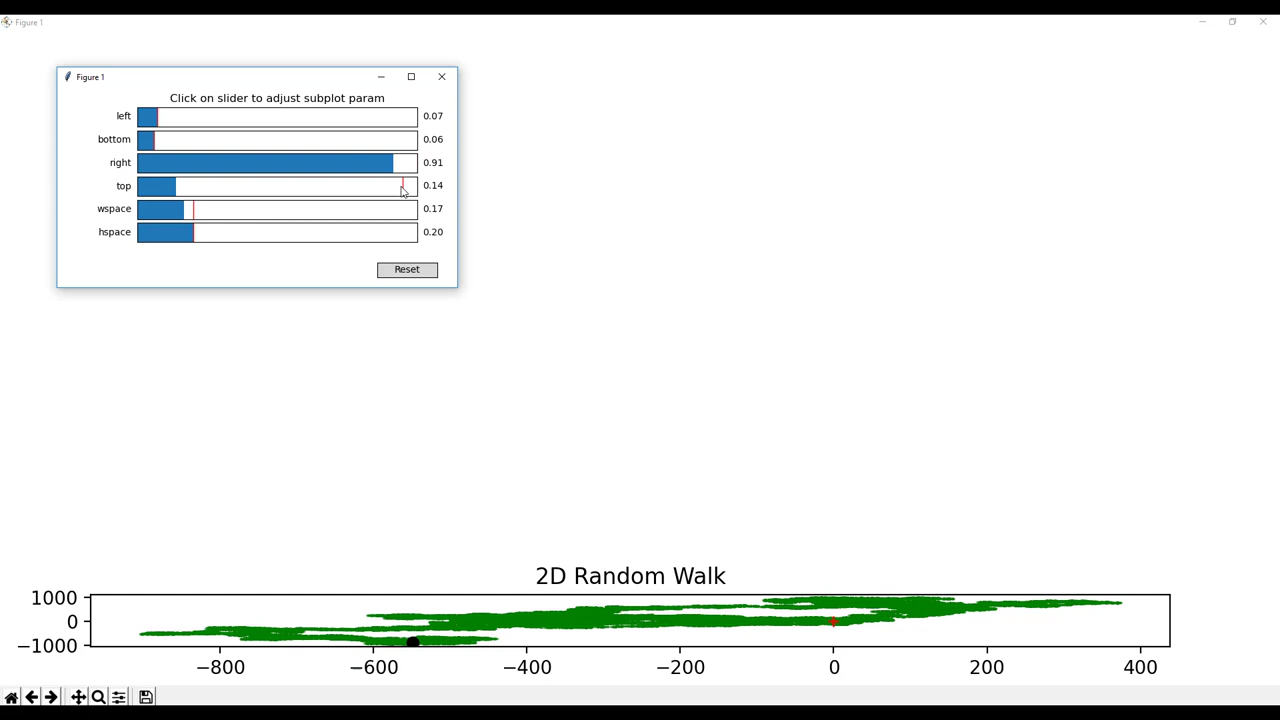 Figure 1
Figure 1
Click on slider to adjust subplot param
left 0.07
bottom 0.06
right 0.91
top 0.14
wspace 0.17
hspace 0.20
Reset
2D Random Walk
1000
0
−1000
−800 −600 −400 −200 0 200 400